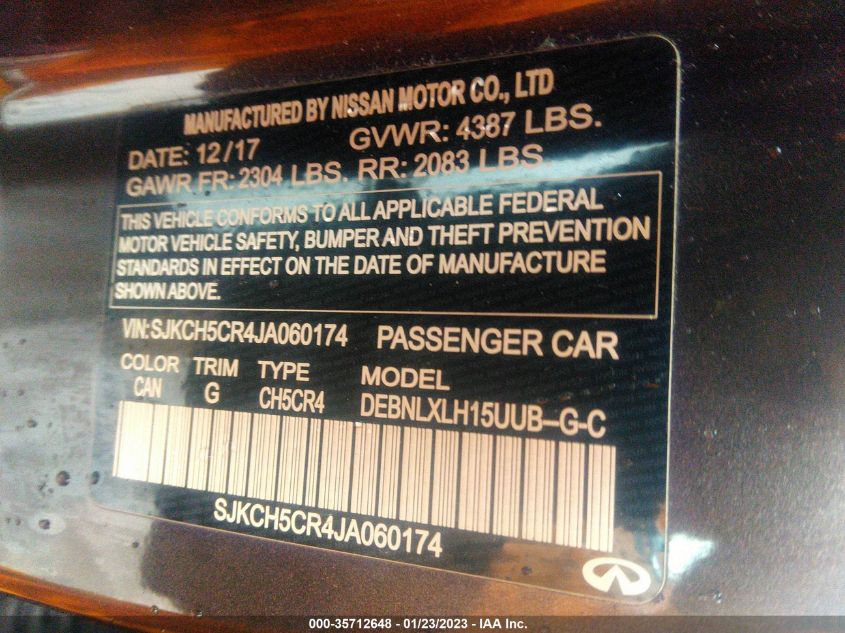 MANUFACTURED BY NISSAN MOTOR CO., LTD
DATE: 12/17 GVWR: 4387 LBS.
GAWR FR: 2304 LBS. RR: 2083 LBS.
THIS VEHICLE CONFORMS TO ALL APPLICABLE FEDERAL
MOTOR VEHICLE SAFETY, BUMPER AND THEFT PREVENTION
STANDARDS IN EFFECT ON THE DATE OF MANUFACTURE
SHOWN ABOVE.
VIN: SJKCH5CR4JA060174 PASSENGER CAR
COLOR TRIM TYPE MODEL
CAN G CH5CR4 DEBNLXLH15UUB-G-C
SJKCH5CR4JA060174
000-35712648 - 01/23/2023 - IAA Inc.